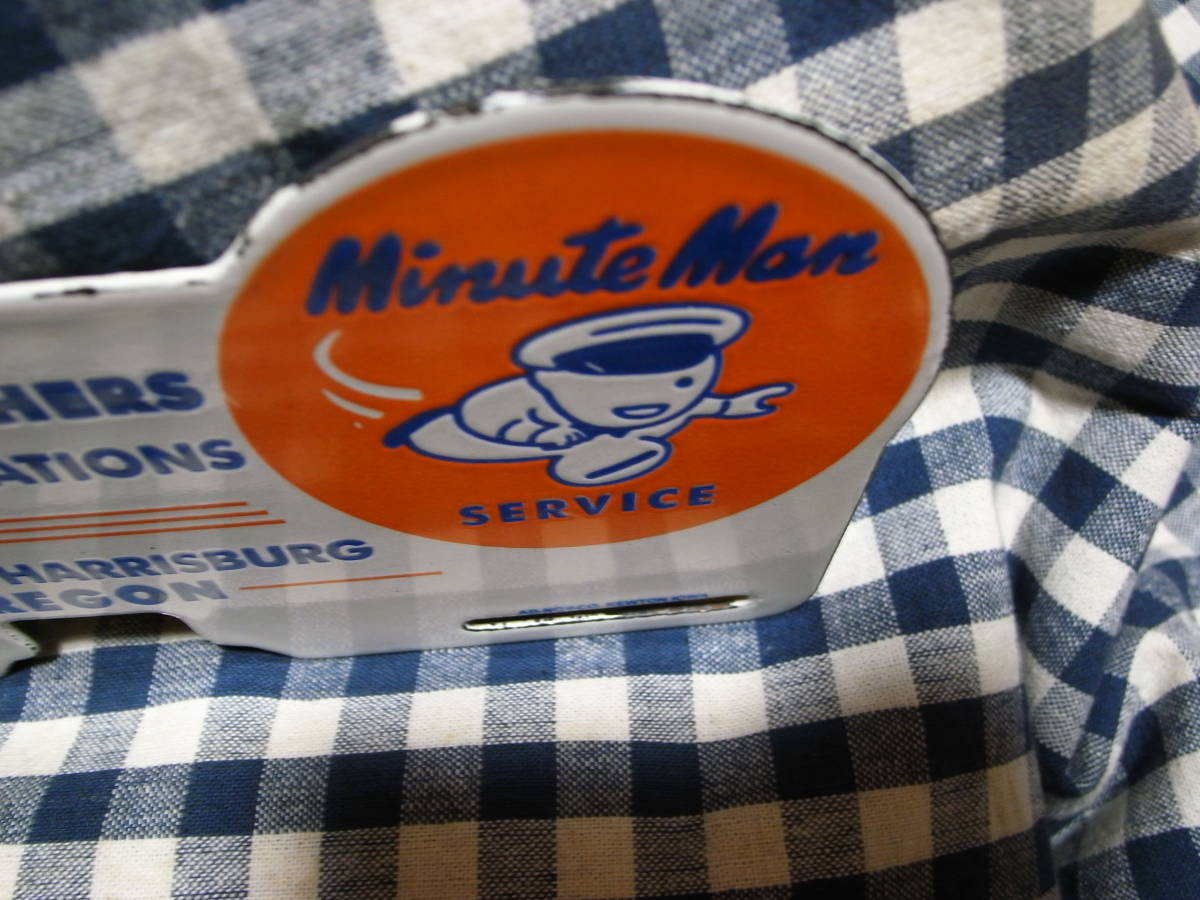 Minute Man
HERS
ATIONS
SERVICE
HARRISBURG
REGON